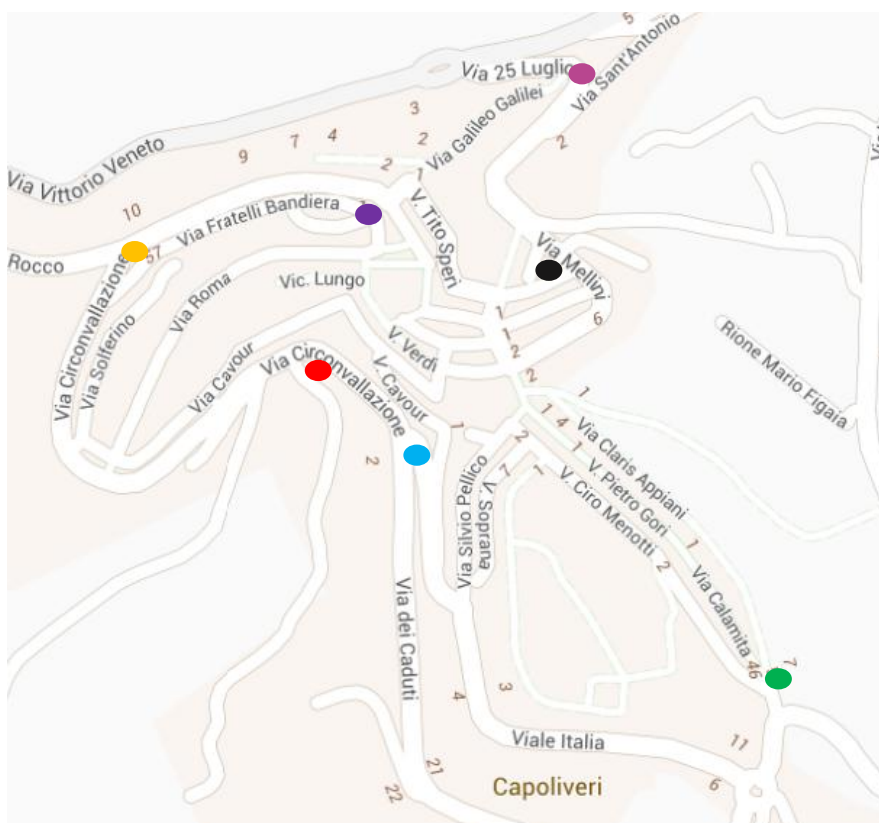 5
Via Sant'Antonio
Via 25 Luglio
Via Galileo Galilei
3
2
4
7
9
2
1
2
Via Vittorio Veneto
10
Via Fratelli Bandiera
V. Tito Speri
57
Rocco
Via Mellini
Via Roma
Vic. Lungo
1
6
1
2
V. Verdi
Via Circonvallazione
Via Solferino
Via Cavour
Via Circonvallazione
V. Cavour
Rione Mario Figaia
2
1
1
4
1
1
2
2
7
1
Via Claris Appiani
V. Pietro Gori
V. Ciro Menotti
Via Silvio Pellico
V. Soprana
1
2
Via Calamita
46
7
Via dei Caduti
4
3
Viale Italia
11
6
21
22
Capoliveri